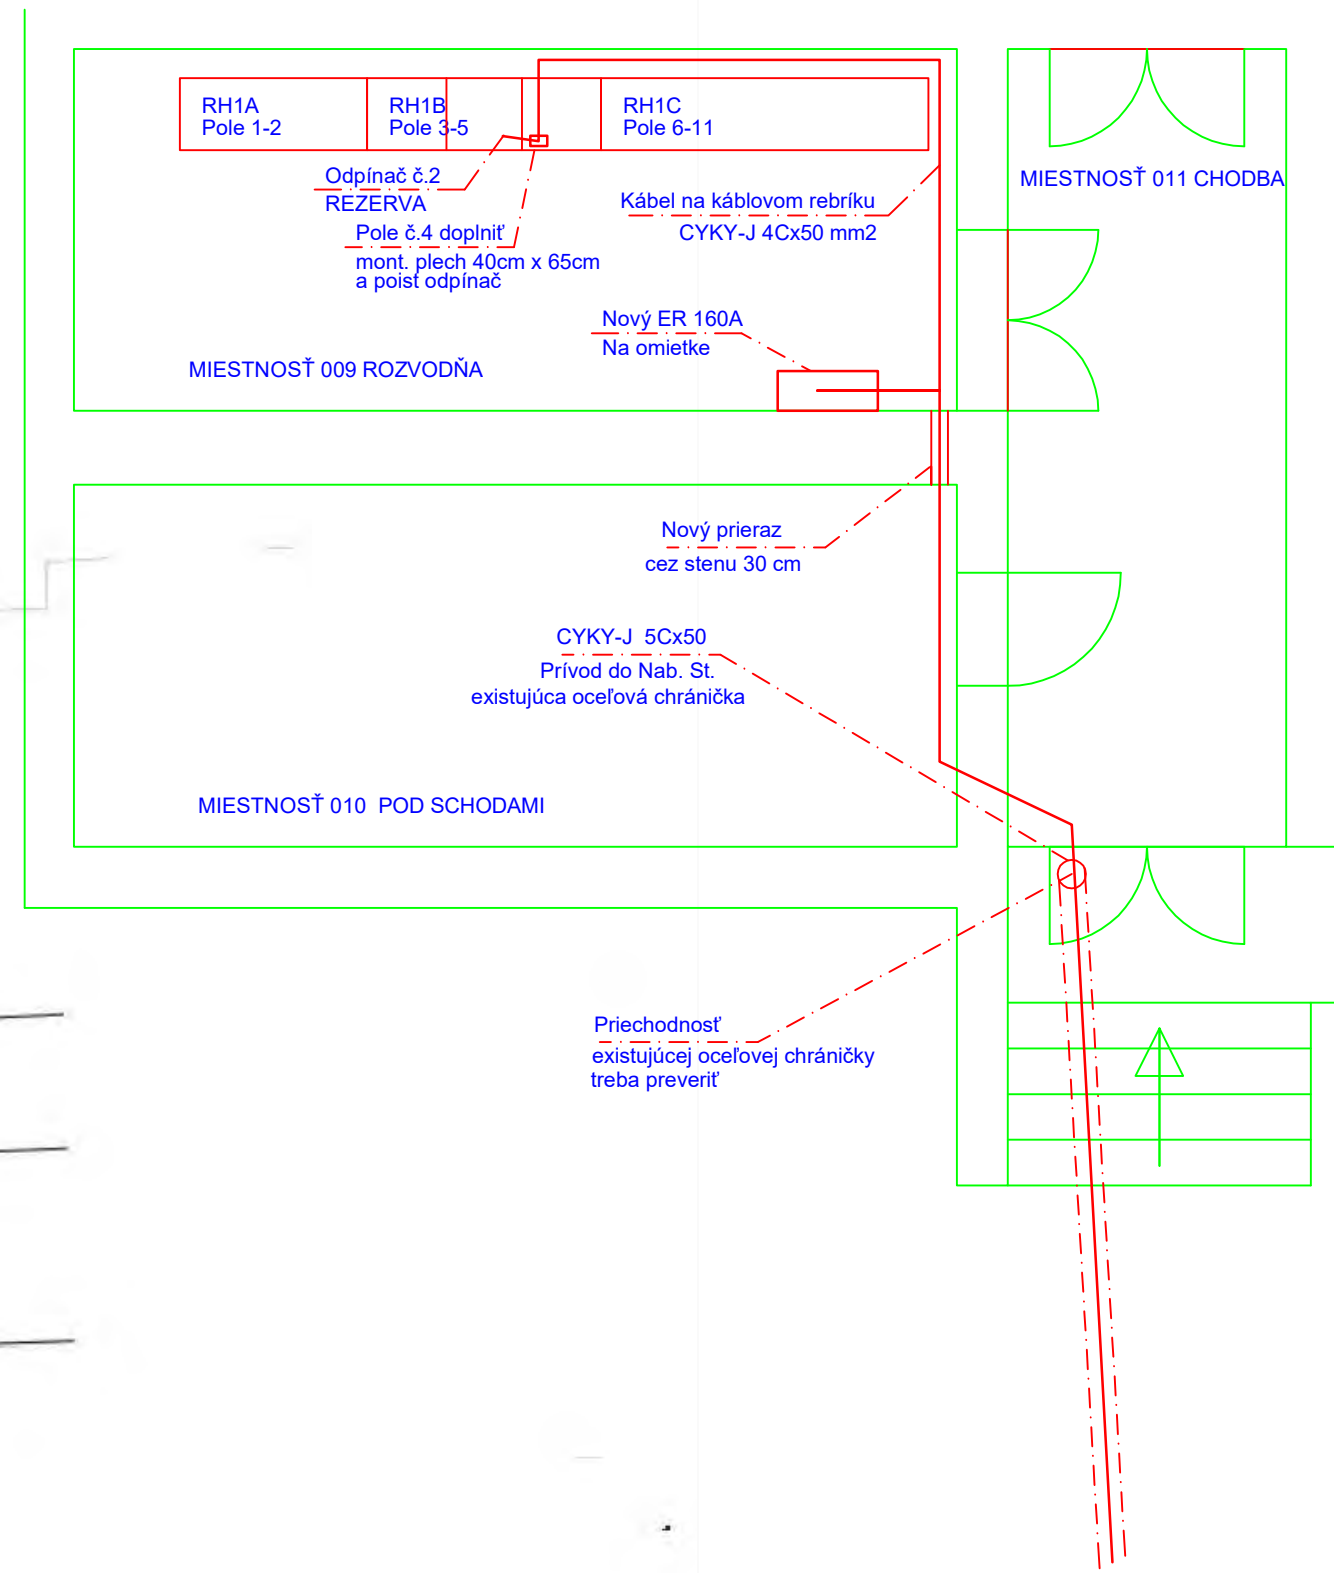 RH1A
Pole 1-2
RH1B
Pole 3-5
RH1C
Pole 6-11
Odpínač č.2
REZERVA
Pole č.4 doplniť
mont. plech 40cm x 65cm
a poist odpínač
Kábel na káblovom rebríku
CYKY-J 4Cx50 mm2
MIESTNOSŤ 011 CHODBA
Nový ER 160A
Na omietke
MIESTNOSŤ 009 ROZVODŇA
Nový prieraz
cez stenu 30 cm
CYKY-J  5Cx50
Prívod do Nab. St.
existujúca oceľová chránička
MIESTNOSŤ 010  POD SCHODAMI
Priechodnosť
existujúcej oceľovej chráničky
treba preveriť